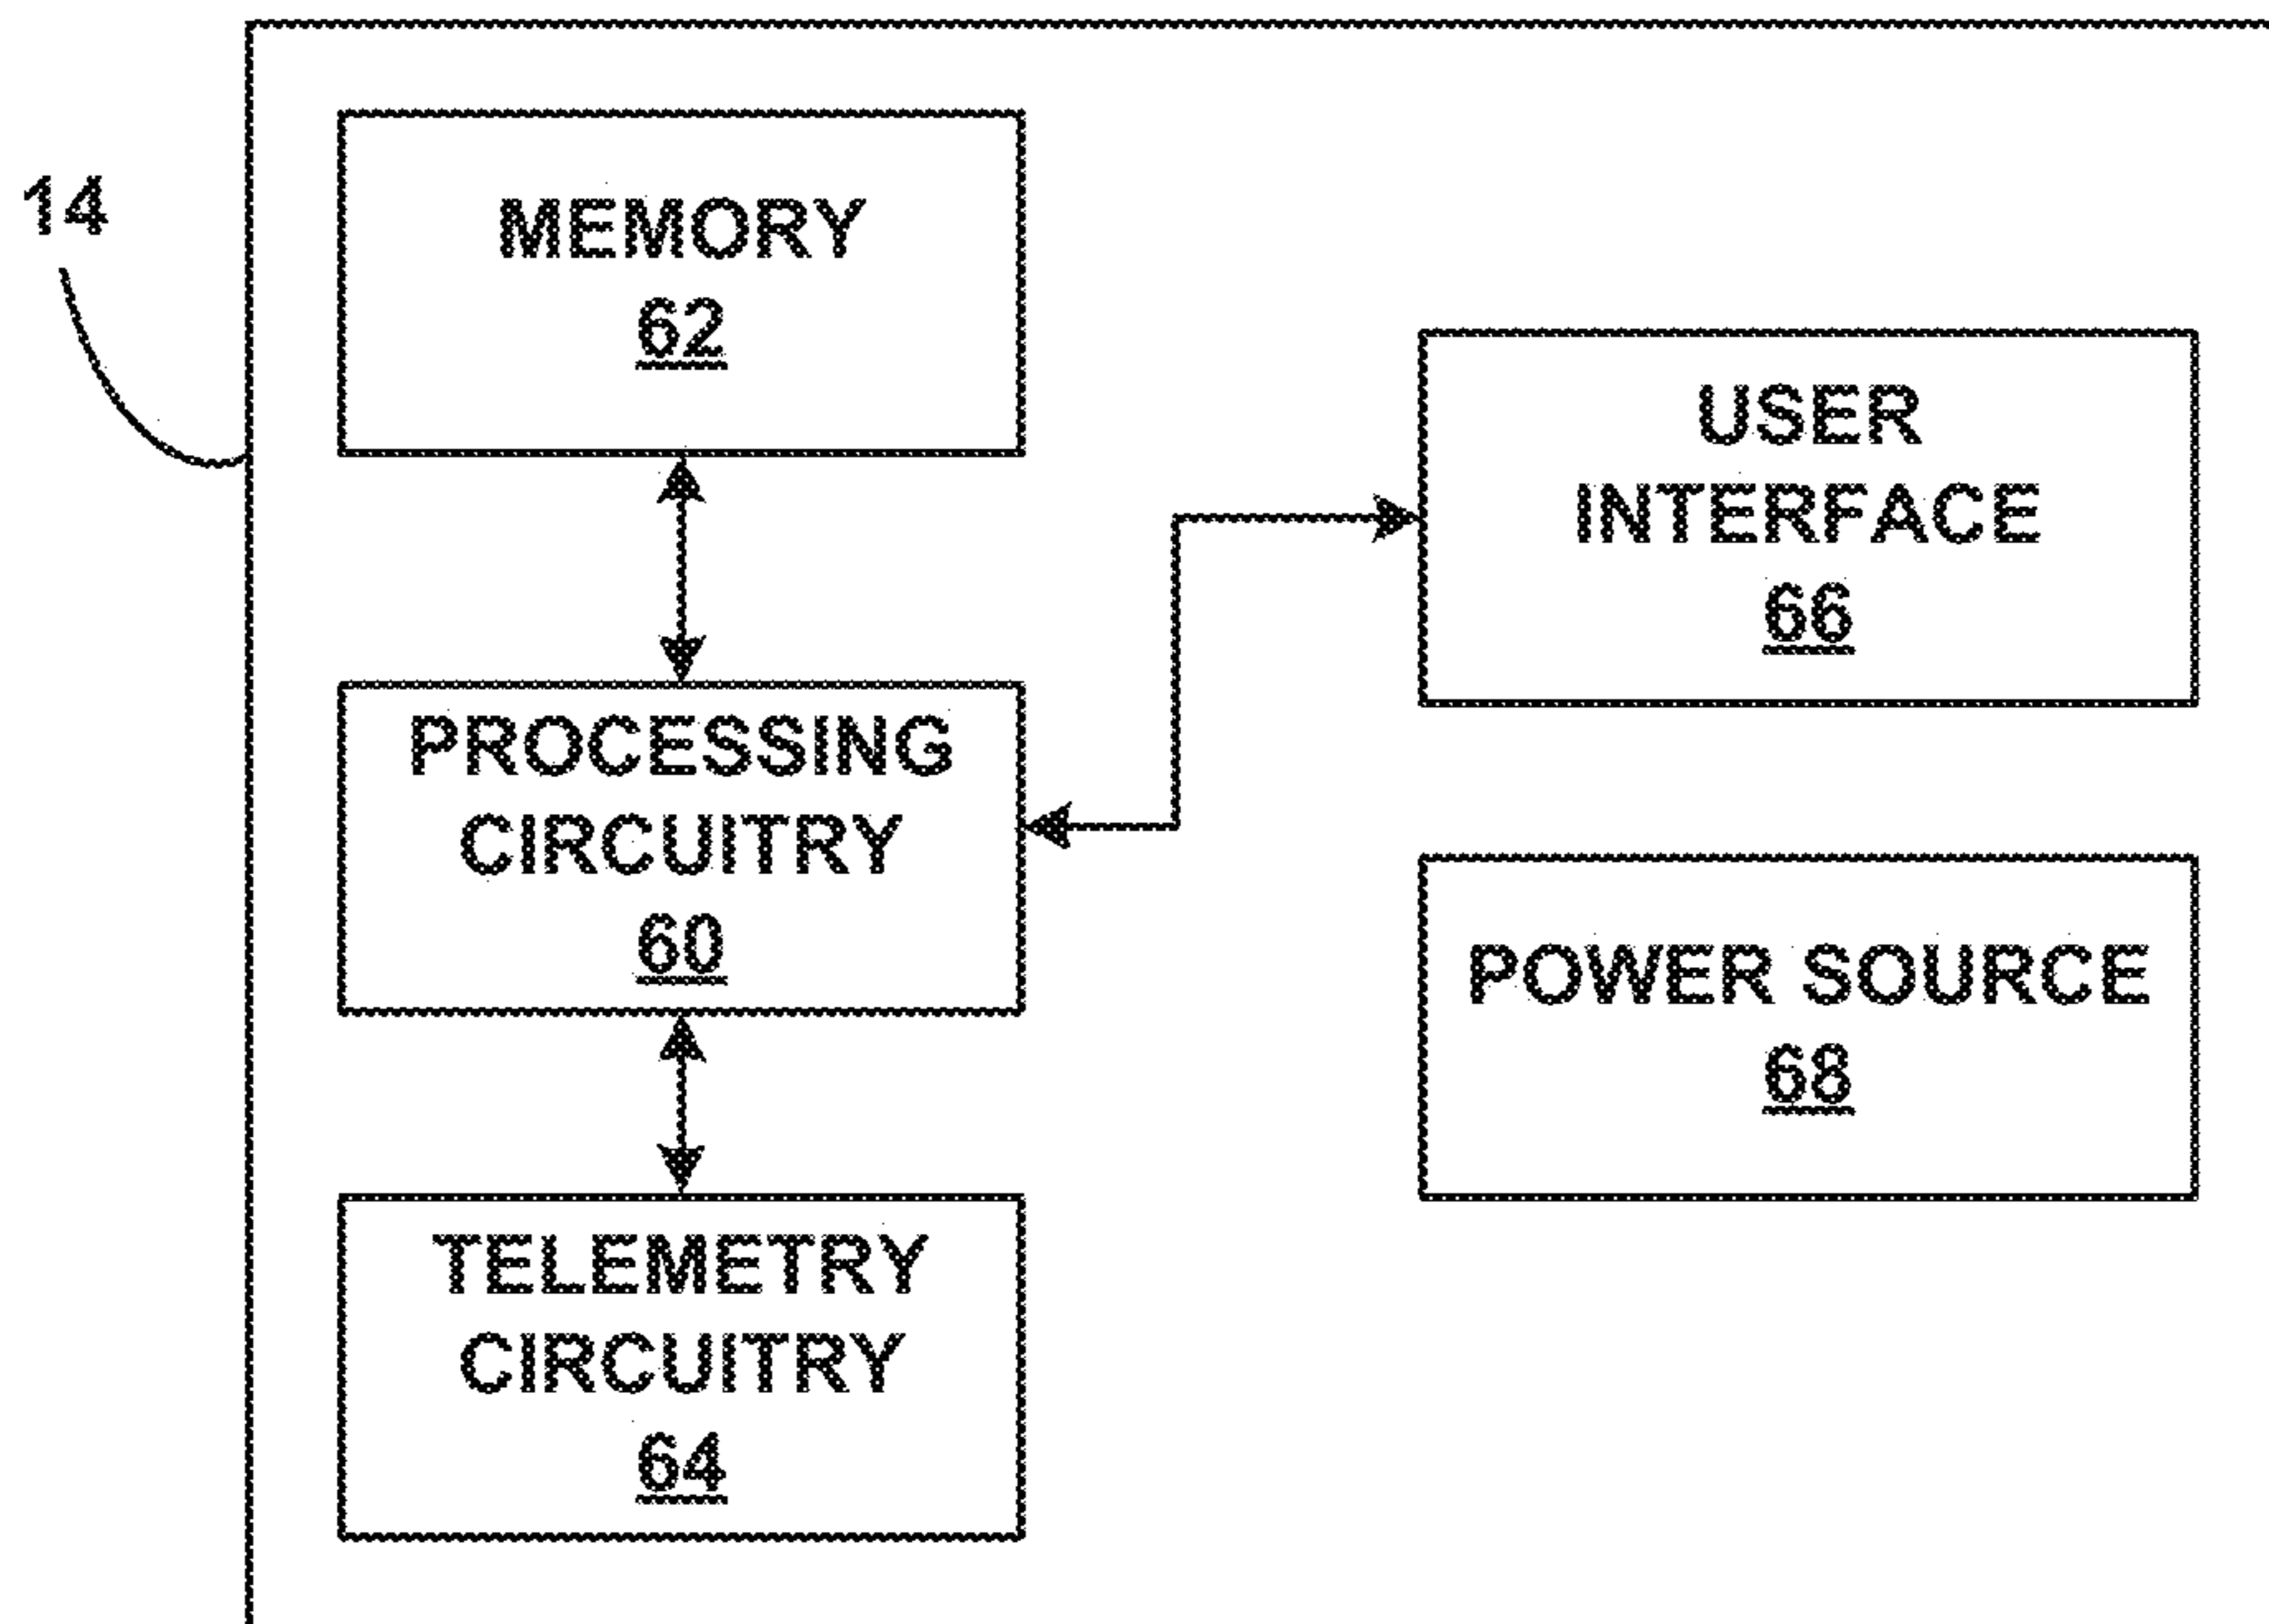 14
MEMORY
62
USER
INTERFACE
66
PROCESSING
CIRCUITRY
60
POWER SOURCE
68
TELEMETRY
CIRCUITRY
64